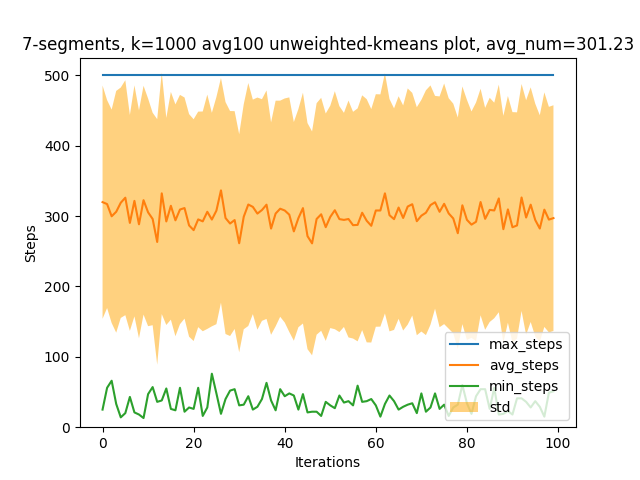 7-segments, k=1000 avg100 unweighted-kmeans plot, avg_num=301.23
500
400
300
200
100
0
Steps
max_steps
avg_steps
min_steps
std
0
20
40
60
80
100
Iterations